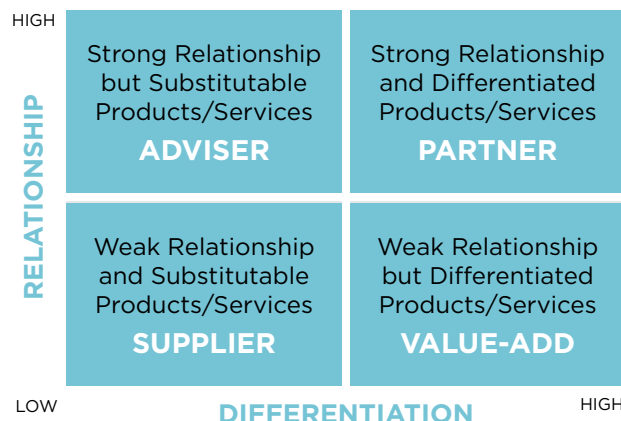 HIGH
Strong Relationship
but Substitutable
Products/Services
ADVISER
Strong Relationship
and Differentiated
Products/Services
PARTNER
RELATIONSHIP
Weak Relationship
and Substitutable
Products/Services
SUPPLIER
Weak Relationship
but Differentiated
Products/Services
VALUE-ADD
LOW
DIFFERENTIATION
HIGH